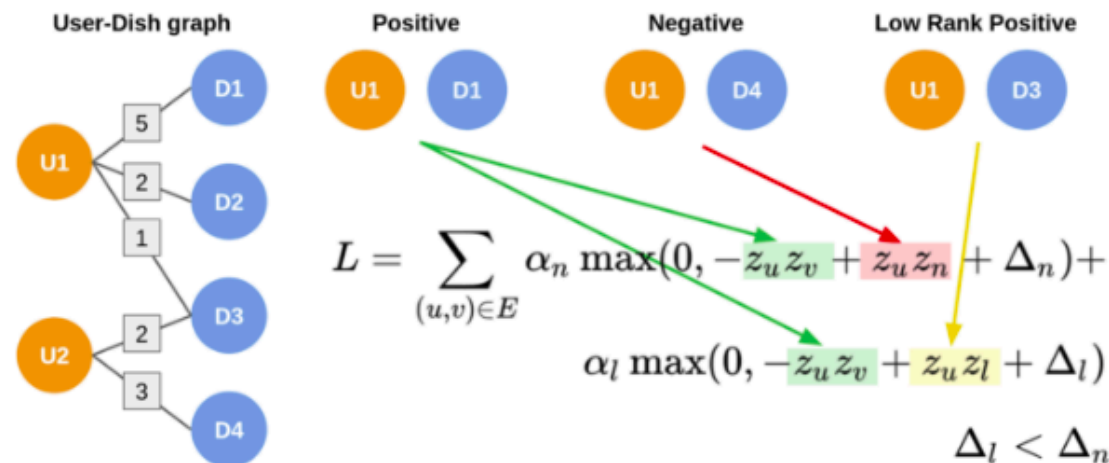 User-Dish graph
Positive
Negative
Low Rank Positive
U1 D1
U1 D4
U1 D3
D1
5
U1
2
D2
1
D3
2
U2
3
D4
L = ∑_{(u,v)∈E} α_n max(0, −z_u z_v + z_u z_n + Δ_n)+
α_l max(0, −z_u z_v + z_u z_l + Δ_l)
Δ_l < Δ_n